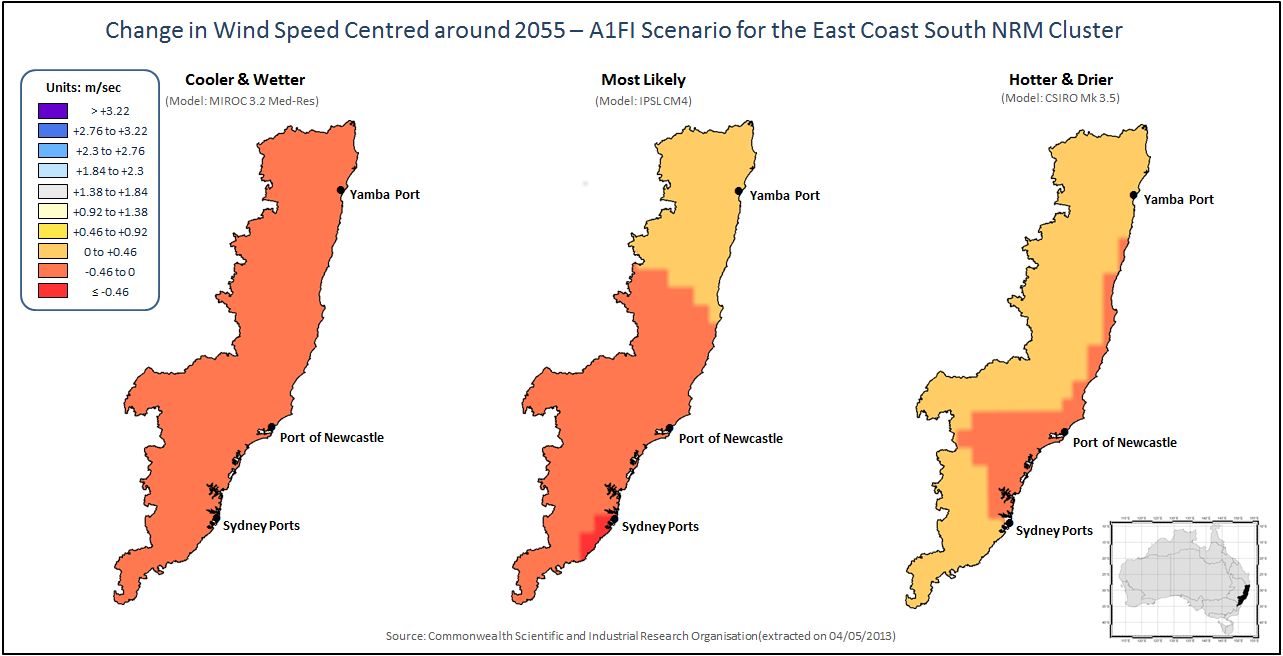 Change in Wind Speed Centred around 2055 – A1FI Scenario for the East Coast South NRM Cluster
Units: m/sec
> +3.22
+2.76 to +3.22
+2.3 to +2.76
+1.84 to +2.3
+1.38 to +1.84
+0.92 to +1.38
+0.46 to +0.92
0 to +0.46
-0.46 to 0
≤ -0.46
Cooler & Wetter
(Model: MIROC 3.2 Med-Res)
Yamba Port
Port of Newcastle
Sydney Ports
Most Likely
(Model: IPSL CM4)
Yamba Port
Port of Newcastle
Sydney Ports
Hotter & Drier
(Model: CSIRO Mk 3.5)
Yamba Port
Port of Newcastle
Sydney Ports
Source: Commonwealth Scientific and Industrial Research Organisation(extracted on 04/05/2013)